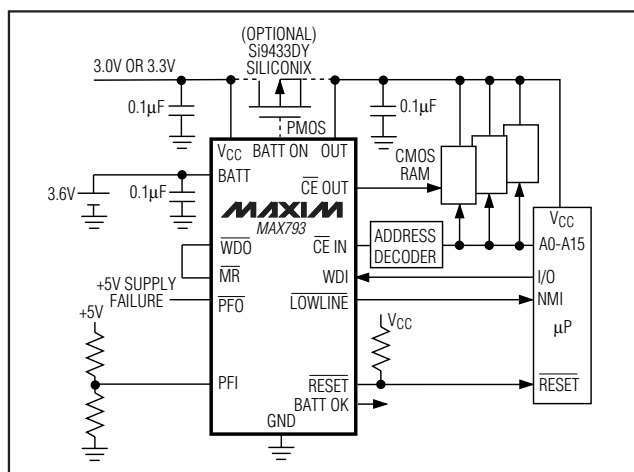 (OPTIONAL)
Si9433DY
SILICONIX
3.0V OR 3.3V
0.1µF
0.1µF
PMOS
VCC
BATT ON
OUT
BATT
CE OUT
CMOS
RAM
3.6V
0.1µF
MAXIM
MAX793
VCC
WDO
CE IN
ADDRESS
DECODER
A0-A15
MR
WDI
I/O
+5V SUPPLY
FAILURE
PFO
LOWLINE
NMI
+5V
VCC
µP
PFI
RESET
RESET
BATT OK
GND